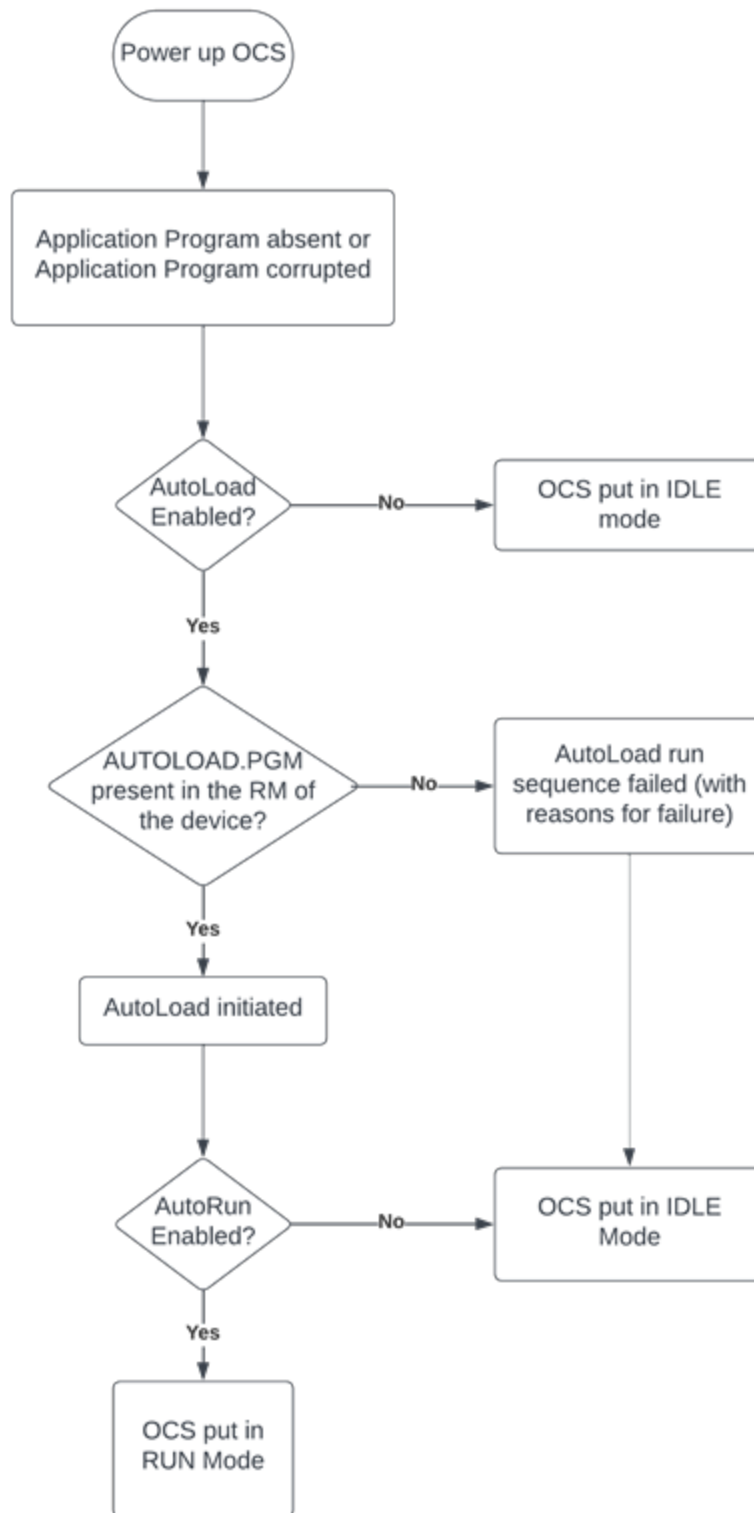 Power up OCS
Application Program absent or
Application Program corrupted
AutoLoad
Enabled?
No
OCS put in IDLE
mode
Yes
AUTOLOAD.PGM
present in the RM of
the device?
No
AutoLoad run
sequence failed (with
reasons for failure)
Yes
AutoLoad initiated
AutoRun
Enabled?
No
OCS put in IDLE
Mode
Yes
OCS put in
RUN Mode